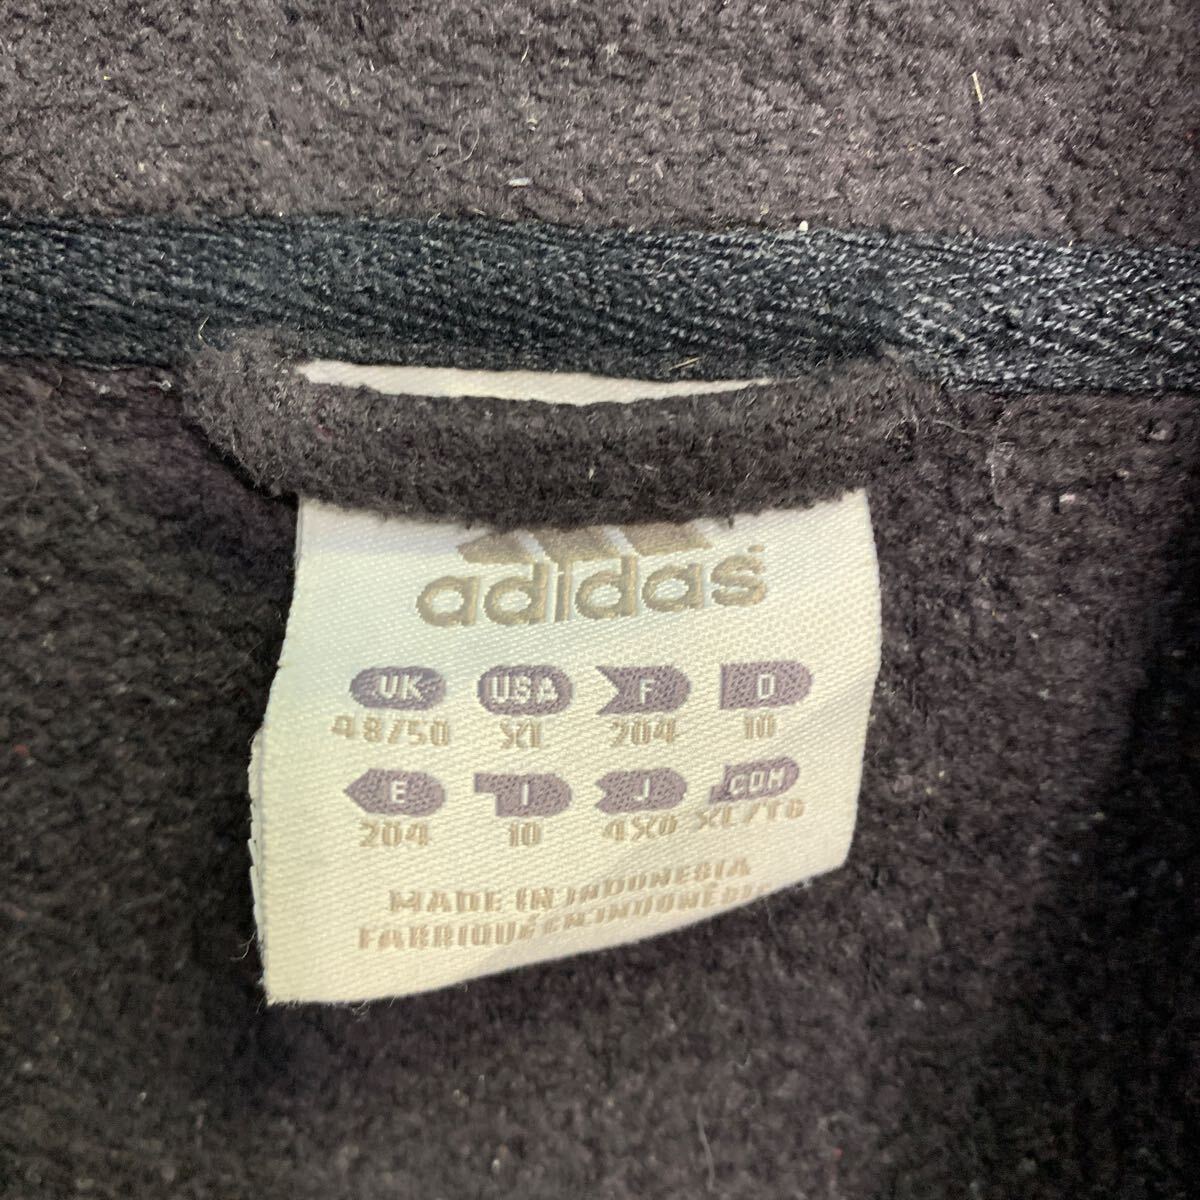 adidas
UK USA F D
48/50 XL 204 10
E I J COM
204 10 4XO XL/10
MADE IN INDONESIA
FABRIQUÉ EN INDONÉSIE